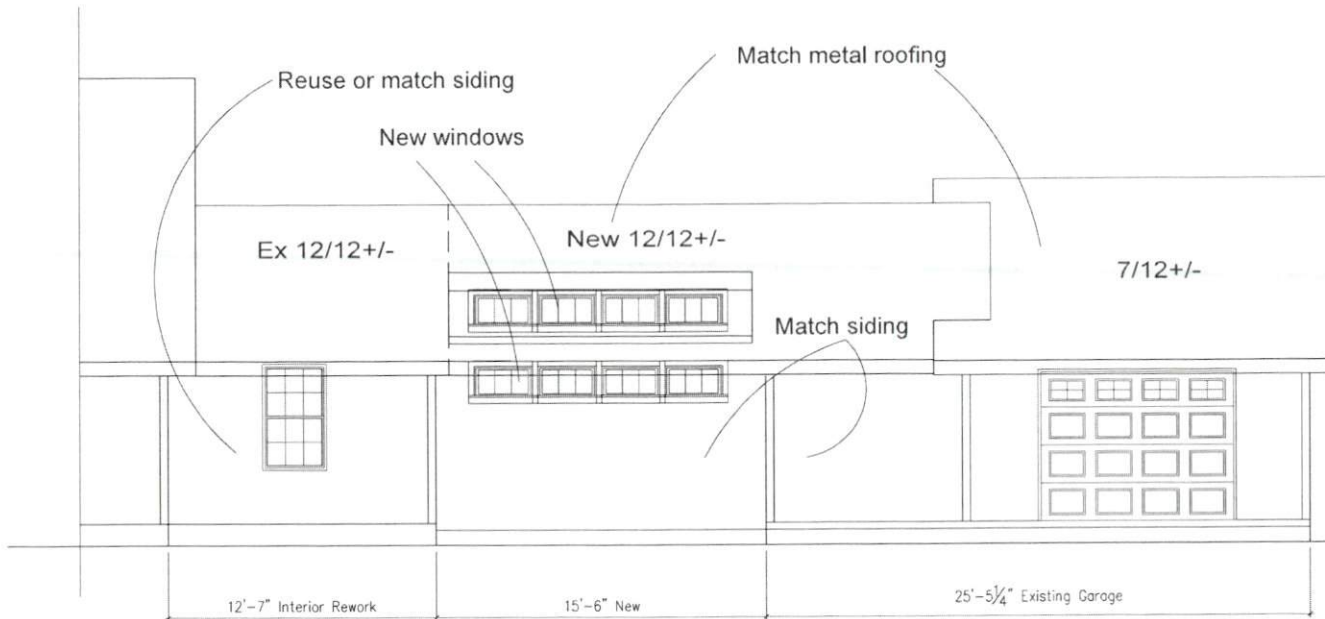 Match metal roofing
Reuse or match siding
New windows
Ex 12/12+/-
New 12/12+/-
7/12+/-
Match siding
12'-7" Interior Rework
15'-6" New
25'-5¼" Existing Garage